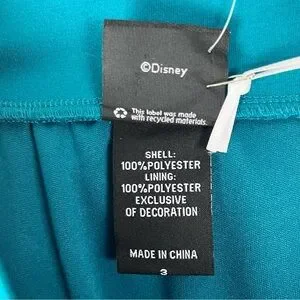 ©Disney
This label was made
with recycled materials.
SHELL:
100%POLYESTER
LINING:
100%POLYESTER
EXCLUSIVE
OF DECORATION
MADE IN CHINA
3